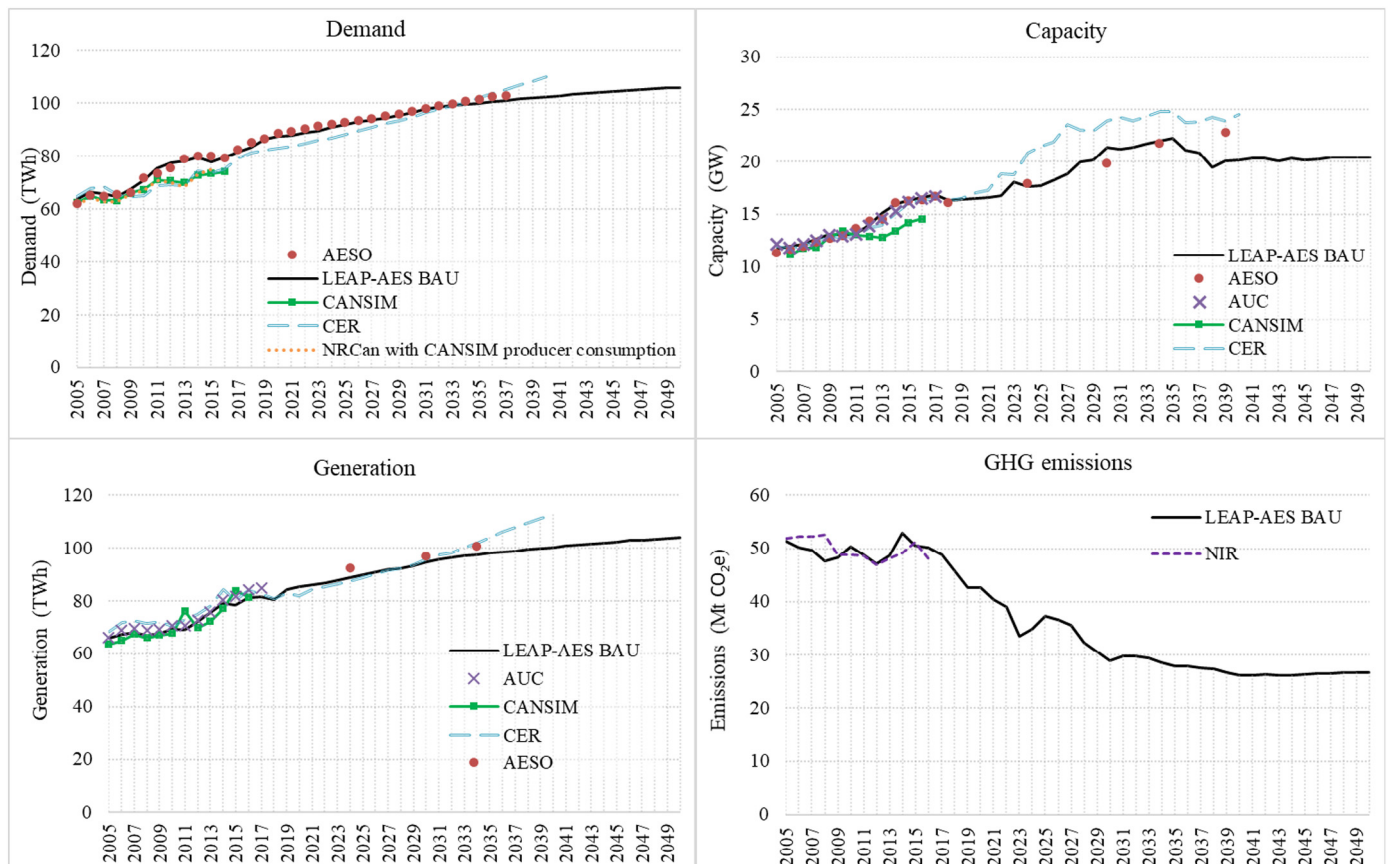 Demand
Demand (TWh)
120
100
80
60
40
20
0
AESO
LEAP-AES BAU
CANSIM
CER
NRCan with CANSIM producer consumption
2005 2007 2009 2011 2013 2015 2017 2019 2021 2023 2025 2027 2029 2031 2033 2035 2037 2039 2041 2043 2045 2047 2049
Capacity
Capacity (GW)
30
25
20
15
10
5
0
LEAP-AES BAU
AESO
AUC
CANSIM
CER
2005 2007 2009 2011 2013 2015 2017 2019 2021 2023 2025 2027 2029 2031 2033 2035 2037 2039 2041 2043 2045 2047 2049
Generation
Generation (TWh)
120
100
80
60
40
20
0
LEAP-AES BAU
AUC
CANSIM
CER
AESO
2005 2007 2009 2011 2013 2015 2017 2019 2021 2023 2025 2027 2029 2031 2033 2035 2037 2039 2041 2043 2045 2047 2049
GHG emissions
Emissions (Mt CO₂e)
60
50
40
30
20
10
0
LEAP-AES BAU
NIR
2005 2007 2009 2011 2013 2015 2017 2019 2021 2023 2025 2027 2029 2031 2033 2035 2037 2039 2041 2043 2045 2047 2049